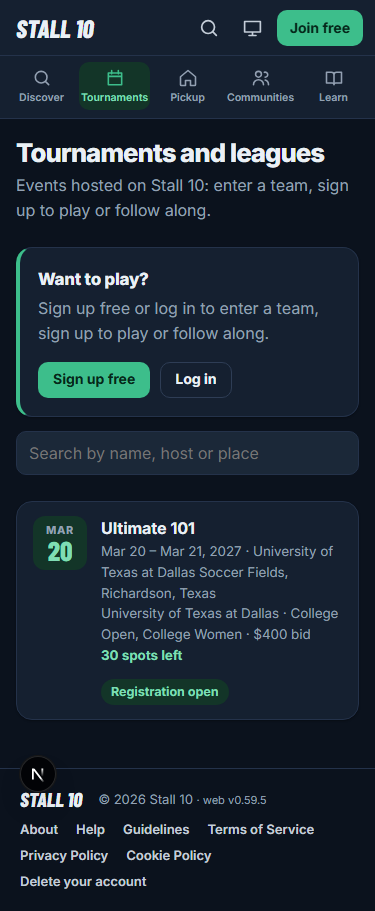 STALL 10
Join free
Discover
Tournaments
Pickup
Communities
Learn
Tournaments and leagues
Events hosted on Stall 10: enter a team, sign
up to play or follow along.
Want to play?
Sign up free or log in to enter a team,
sign up to play or follow along.
Sign up free
Log in
Search by name, host or place
MAR
20
Ultimate 101
Mar 20 – Mar 21, 2027 · University of
Texas at Dallas Soccer Fields,
Richardson, Texas
University of Texas at Dallas · College
Open, College Women · $400 bid
30 spots left
Registration open
N
STALL 10
© 2026 Stall 10 · web v0.59.5
About
Help
Guidelines
Terms of Service
Privacy Policy
Cookie Policy
Delete your account